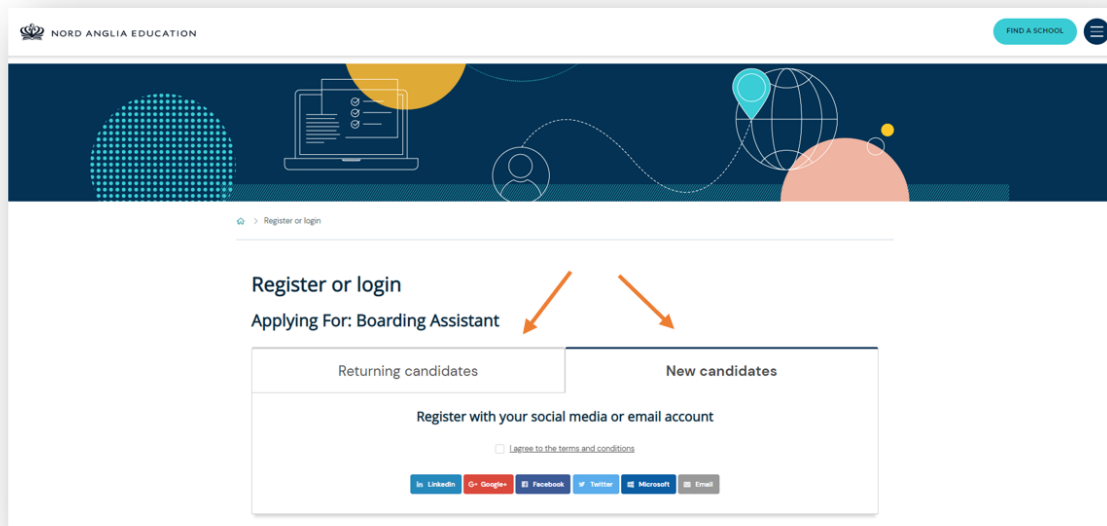 NORD ANGLIA EDUCATION
FIND A SCHOOL
> Register or login
Register or login
Applying For: Boarding Assistant
Returning candidates
New candidates
Register with your social media or email account
I agree to the terms and conditions
in LinkedIn G+ Google+ Facebook Twitter Microsoft Email